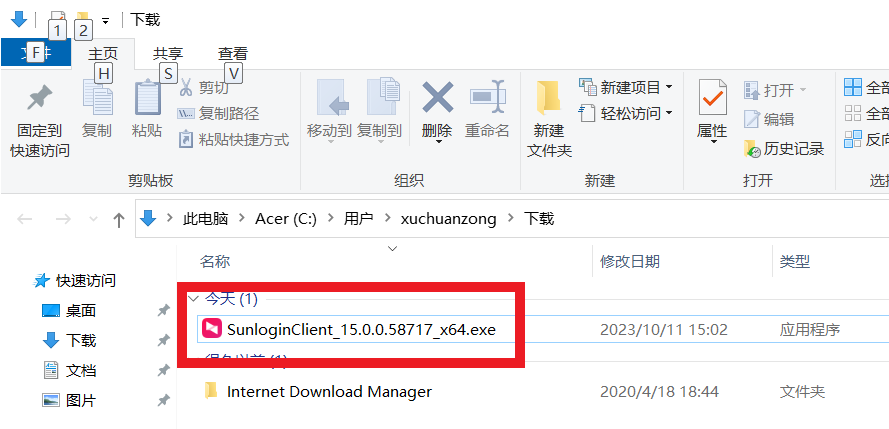 下载
1
2
F
主页
共享
查看
H
S
V
固定到
快速访问
复制
粘贴
剪切
复制路径
粘贴快捷方式
剪贴板
移动到
复制到
删除
重命名
组织
新建
文件夹
新建项目
轻松访问
新建
属性
打开
编辑
历史记录
打开
全部
全部
反向
此电脑 > Acer (C:) > 用户 > xuchuanzong > 下载
名称 修改日期 类型
快速访问
桌面
下载
文档
图片
今天 (1)
SunloginClient_15.0.0.58717_x64.exe 2023/10/11 15:02 应用程序
Internet Download Manager 2020/4/18 18:44 文件夹